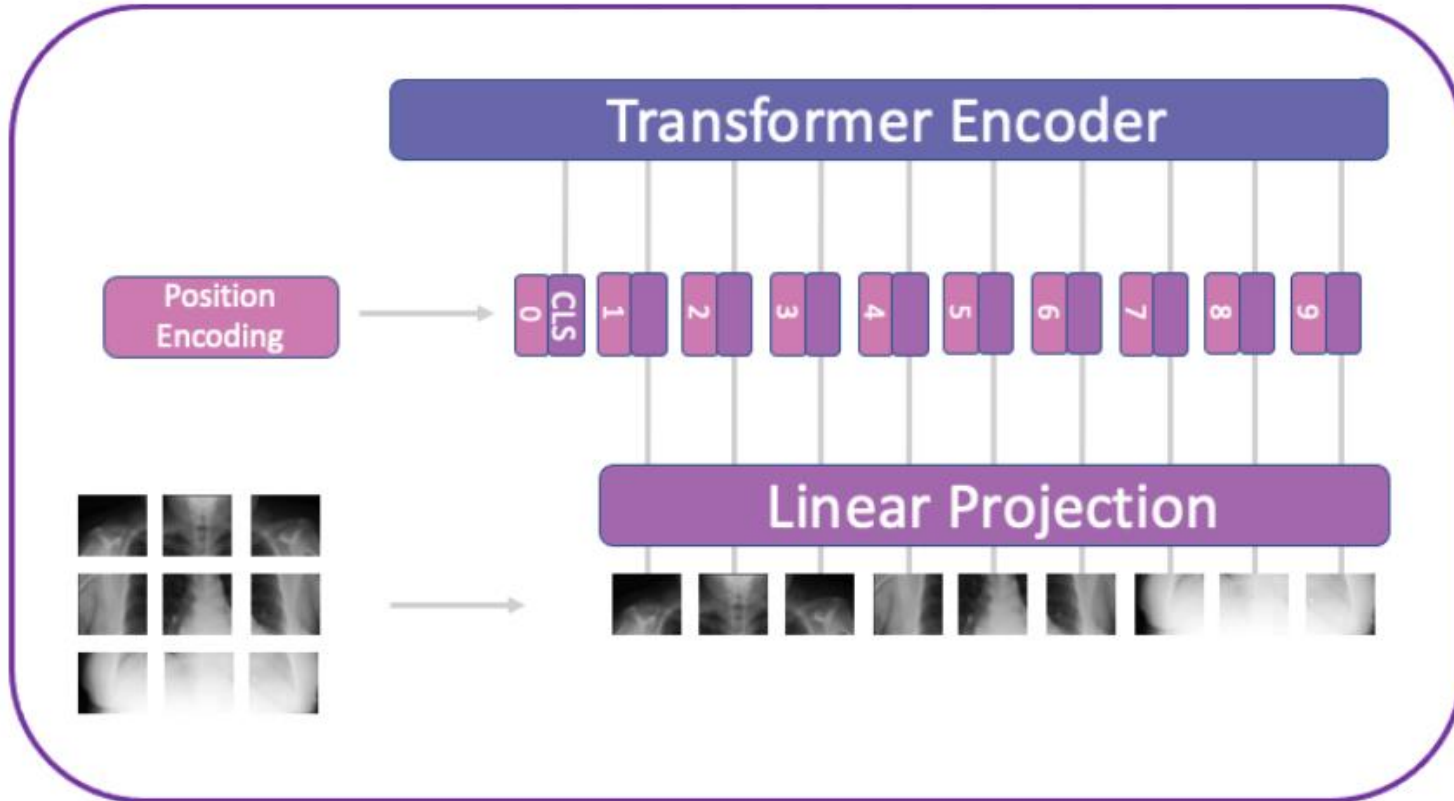 Transformer Encoder
Position
Encoding
0 CLS 1 2 3 4 5 6 7 8 9
Linear Projection